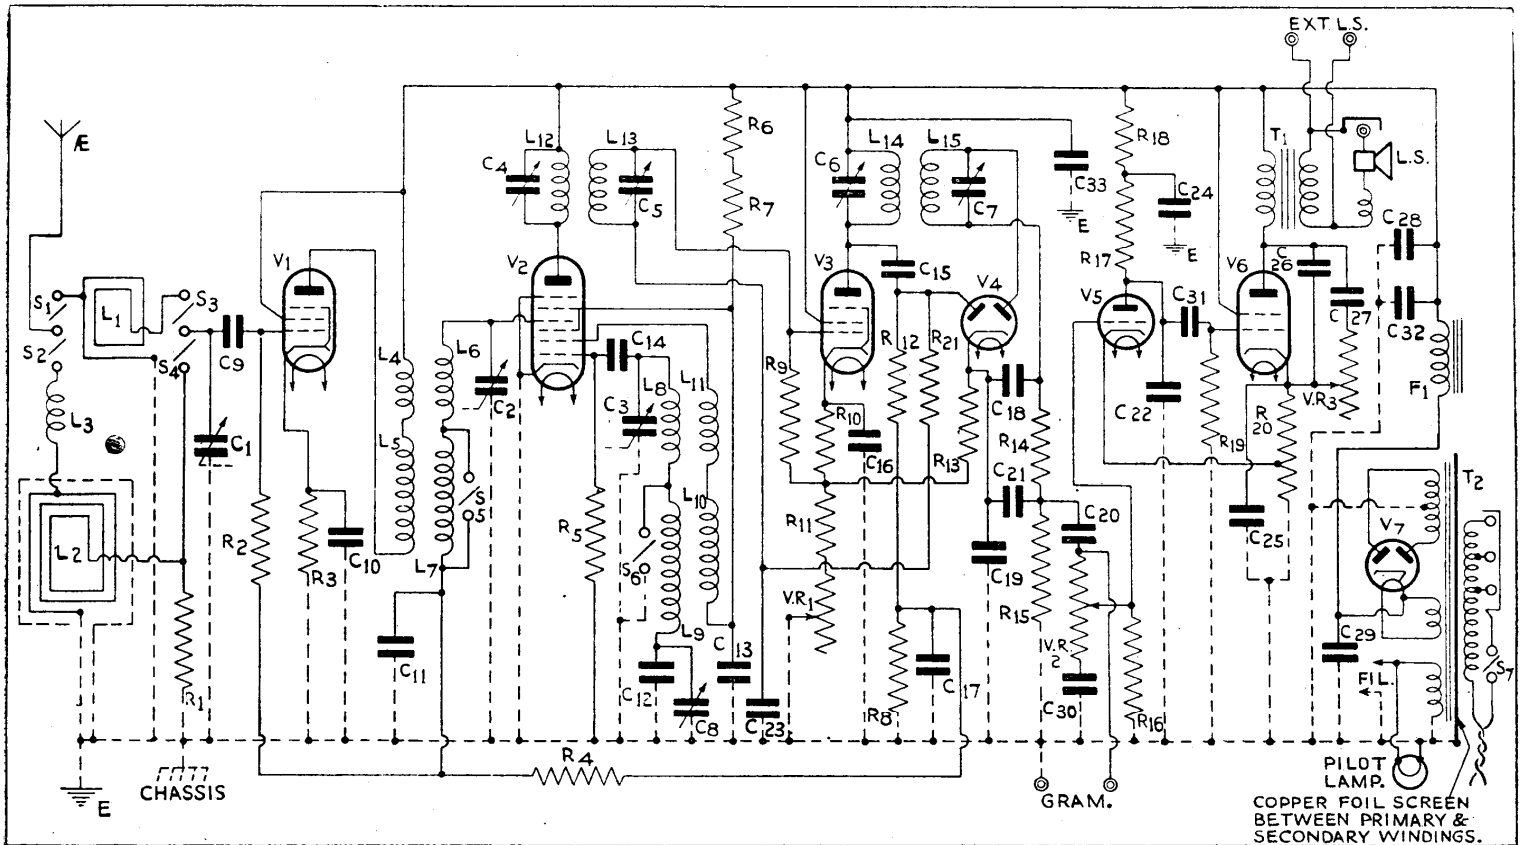 EXT. L.S.
Æ
L12
L13
R6
L14
L15
R18
T1
L.S.
C4
C5
R7
C6
C7
C33
E
C24
E
C28
S1
L1
S3
V1
V2
V3
C15
V4
R17
V5
C31
V6
C26
C27
C32
S2
S4
C9
L3
C1
L4
L6
C2
C14
C3
L8
L11
R9
R10
C16
R12
R21
R13
C18
R14
C22
R19
R20
V.R3
F1
L5
S5
L2
R2
R3
C10
L7
R5
S6
L10
R11
C21
C20
C25
V7
T2
C19
V.R1
R15
V.R.2
C29
R1
C11
L9
C12
C8
C13
C23
R8
C17
C30
R16
FIL.
S7
E
CHASSIS
R4
GRAM.
PILOT
LAMP.
COPPER FOIL SCREEN
BETWEEN PRIMARY &
SECONDARY WINDINGS.